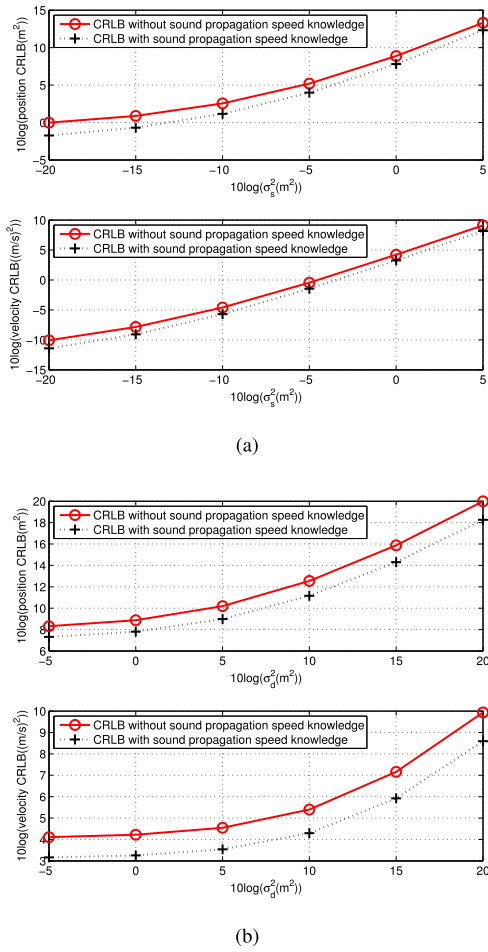 15
10
5
0
-5
10log(position CRLB(m²))
CRLB without sound propagation speed knowledge
CRLB with sound propagation speed knowledge
-20 -15 -10 -5 0 5
10log(σ_s²(m²))
10
5
0
-5
-10
-15
10log(velocity CRLB((m/s)²))
CRLB without sound propagation speed knowledge
CRLB with sound propagation speed knowledge
-20 -15 -10 -5 0 5
10log(σ_s²(m²))
(a)
20
18
16
14
12
10
8
6
10log(position CRLB(m²))
CRLB without sound propagation speed knowledge
CRLB with sound propagation speed knowledge
-5 0 5 10 15 20
10log(σ_d²(m²))
10
9
8
7
6
5
4
3
10log(velocity CRLB((m/s)²))
CRLB without sound propagation speed knowledge
CRLB with sound propagation speed knowledge
-5 0 5 10 15 20
10log(σ_d²(m²))
(b)